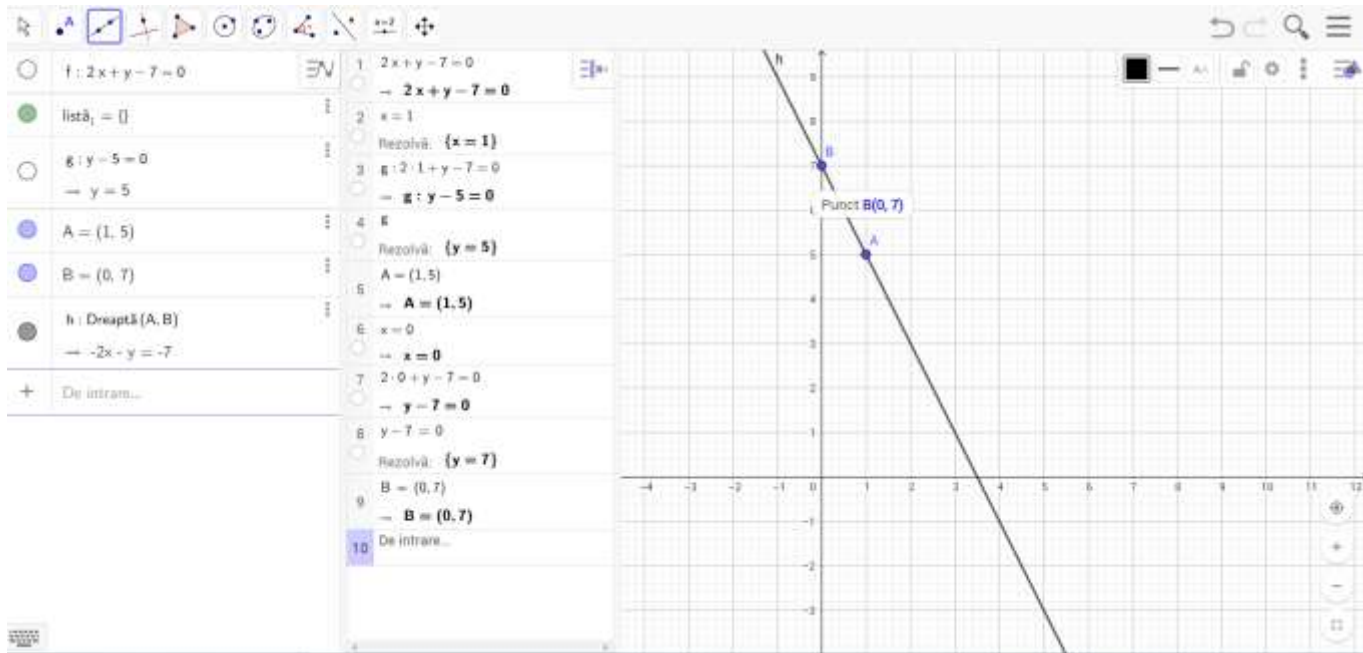 A
x=2
f : 2x + y − 7 = 0
listă₁ = {}
g : y − 5 = 0
→ y = 5
A = (1, 5)
B = (0, 7)
h : Dreaptă (A, B)
→ -2x - y = -7
De intrare...
1 2x + y − 7 = 0
→ 2x + y − 7 = 0
2 x = 1
Rezolvă: {x = 1}
3 g : 2 · 1 + y − 7 = 0
→ g : y − 5 = 0
4 g
Rezolvă: {y = 5}
5 A = (1, 5)
→ A = (1, 5)
6 x = 0
→ x = 0
7 2 · 0 + y − 7 = 0
→ y − 7 = 0
8 y − 7 = 0
Rezolvă: {y = 7}
9 B = (0, 7)
→ B = (0, 7)
10 De intrare...
h
AA
8
B
7
Punct B(0, 7)
A
5
4
3
2
1
−4 −3 −2 −1 0 1 2 3 4 5 6 7 8 9 10 11 12
−1
−2
−3